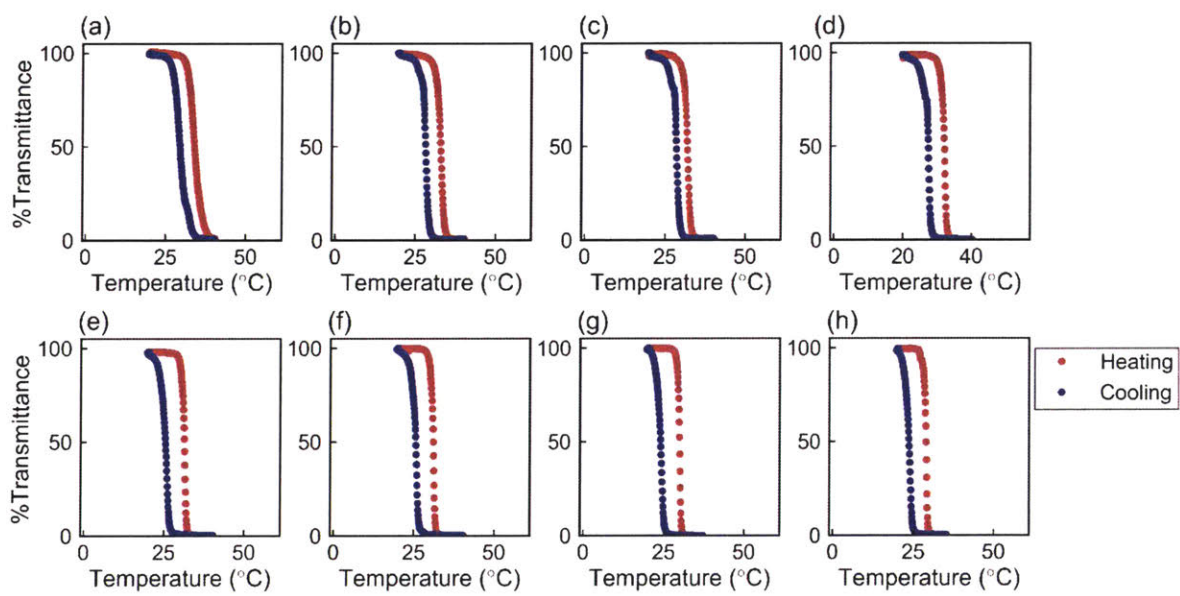 (a) (b) (c) (d)
100 100 100 100
%Transmittance
50 50 50 50
0 0 0 0
0 25 50 0 25 50 0 25 50 0 20 40
Temperature (°C) Temperature (°C) Temperature (°C) Temperature (°C)
(e) (f) (g) (h)
100 100 100 100
Heating
Cooling
%Transmittance
50 50 50 50
0 0 0 0
0 25 50 0 25 50 0 25 50 0 25 50
Temperature (°C) Temperature (°C) Temperature (°C) Temperature (°C)